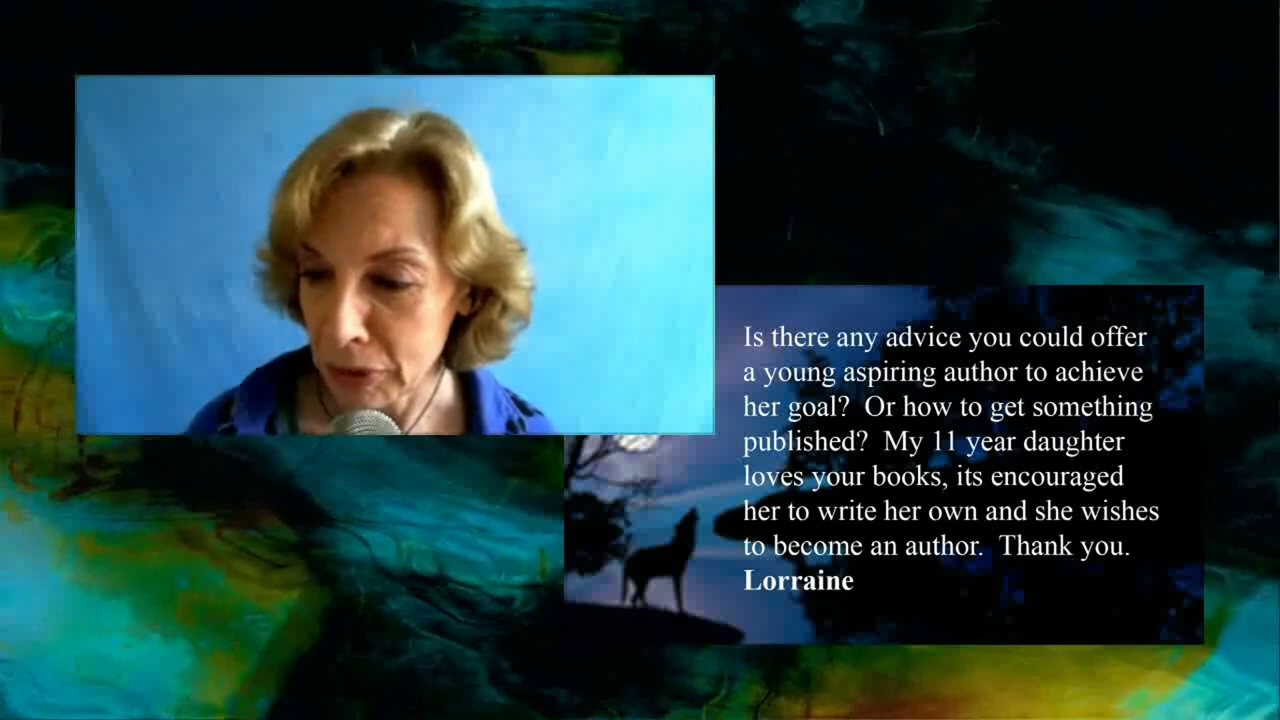 Is there any advice you could offer
a young aspiring author to achieve
her goal?  Or how to get something
published?  My 11 year daughter
loves your books, its encouraged
her to write her own and she wishes
to become an author.  Thank you.
Lorraine